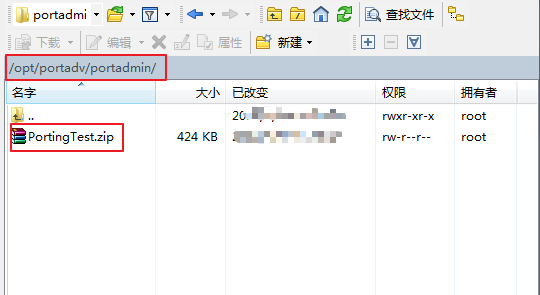 portadmi 查找文件
下载 编辑 属性 新建
/opt/portadv/portadmin/
名字 大小 已改变 权限 拥有者
.. 20 rwxr-xr-x root
PortingTest.zip 424 KB rw-r--r-- root